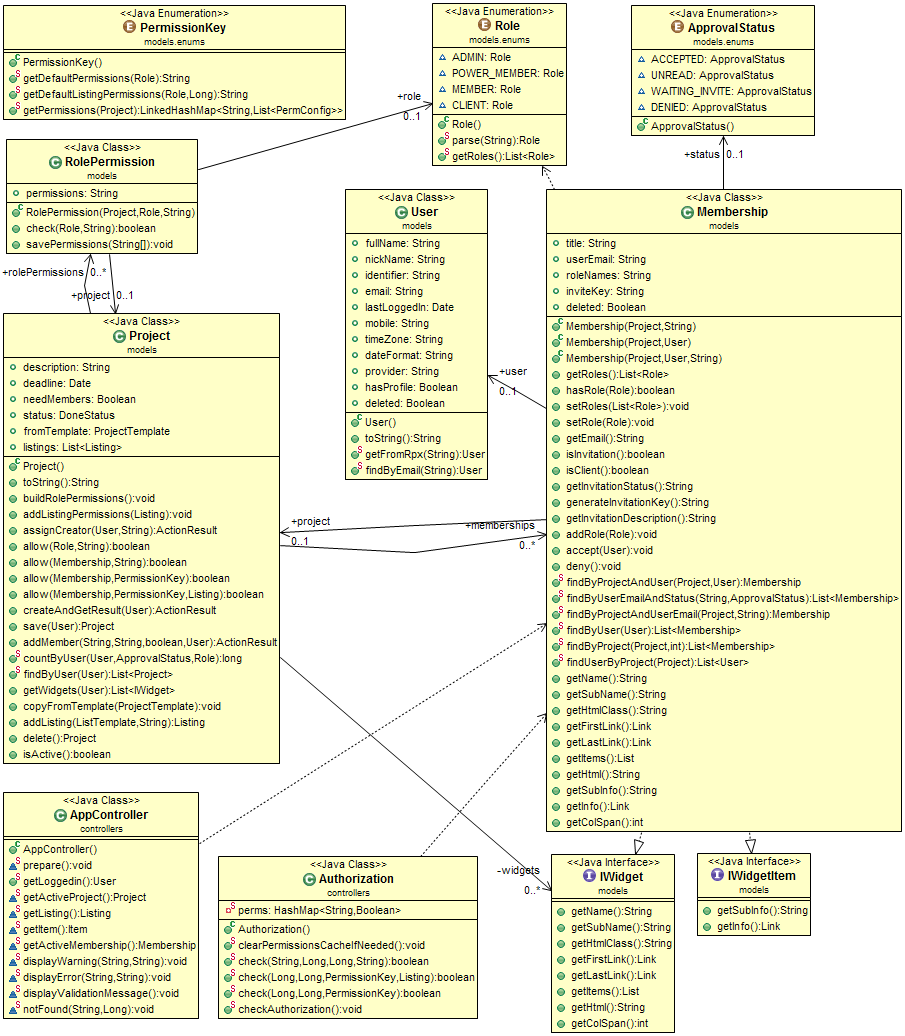 <<Java Enumeration>>
E PermissionKey
models.enums
PermissionKey()
getDefaultPermissions(Role):String
getDefaultListingPermissions(Role,Long):String
getPermissions(Project):LinkedHashMap<String,List<PermConfig>>
<<Java Enumeration>>
E Role
models.enums
ADMIN: Role
POWER_MEMBER: Role
MEMBER: Role
CLIENT: Role
Role()
parse(String):Role
getRoles():List<Role>
<<Java Enumeration>>
E ApprovalStatus
models.enums
ACCEPTED: ApprovalStatus
UNREAD: ApprovalStatus
WAITING_INVITE: ApprovalStatus
DENIED: ApprovalStatus
ApprovalStatus()
+role
0..1
+status 0..1
<<Java Class>>
C RolePermission
models
permissions: String
RolePermission(Project,Role,String)
check(Role,String):boolean
savePermissions(String[]):void
+rolePermissions 0..*
+project 0..1
<<Java Class>>
C User
models
fullName: String
nickName: String
identifier: String
email: String
lastLoggedIn: Date
mobile: String
timeZone: String
dateFormat: String
provider: String
hasProfile: Boolean
deleted: Boolean
User()
toString():String
getFromRpx(String):User
findByEmail(String):User
+user
0..1
<<Java Class>>
C Membership
models
title: String
userEmail: String
roleNames: String
inviteKey: String
deleted: Boolean
Membership(Project,String)
Membership(Project,User)
Membership(Project,User,String)
getRoles():List<Role>
hasRole(Role):boolean
setRoles(List<Role>):void
setRole(Role):void
getEmail():String
isInvitation():boolean
isClient():boolean
getInvitationStatus():String
generateInvitationKey():String
getInvitationDescription():String
addRole(Role):void
accept(User):void
deny():void
findByProjectAndUser(Project,User):Membership
findByUserEmailAndStatus(String,ApprovalStatus):List<Membership>
findByProjectAndUserEmail(Project,String):Membership
findByUser(User):List<Membership>
findByProject(Project,int):List<Membership>
findUserByProject(Project):List<User>
getName():String
getSubName():String
getHtmlClass():String
getFirstLink():Link
getLastLink():Link
getItems():List
getHtml():String
getSubInfo():String
getInfo():Link
getColSpan():int
<<Java Class>>
C Project
models
description: String
deadline: Date
needMembers: Boolean
status: DoneStatus
fromTemplate: ProjectTemplate
listings: List<Listing>
Project()
toString():String
buildRolePermissions():void
addListingPermissions(Listing):void
assignCreator(User,String):ActionResult
allow(Role,String):boolean
allow(Membership,String):boolean
allow(Membership,PermissionKey):boolean
allow(Membership,PermissionKey,Listing):boolean
createAndGetResult(User):ActionResult
save(User):Project
addMember(String,String,boolean,User):ActionResult
countByUser(User,ApprovalStatus,Role):long
findByUser(User):List<Project>
getWidgets(User):List<IWidget>
copyFromTemplate(ProjectTemplate):void
addListing(ListTemplate,String):Listing
delete():Project
isActive():boolean
+project
0..1
+memberships
0..*
<<Java Class>>
C AppController
controllers
AppController()
prepare():void
getLoggedin():User
getActiveProject():Project
getListing():Listing
getItem():Item
getActiveMembership():Membership
displayWarning(String,String):void
displayError(String,String):void
displayValidationMessage():void
notFound(String,Long):void
<<Java Class>>
C Authorization
controllers
perms: HashMap<String,Boolean>
Authorization()
clearPermissionsCacheIfNeeded():void
check(String,Long,Long,String):boolean
check(Long,Long,PermissionKey,Listing):boolean
check(Long,Long,PermissionKey):boolean
checkAuthorization():void
-widgets
0..*
<<Java Interface>>
I IWidget
models
getName():String
getSubName():String
getHtmlClass():String
getFirstLink():Link
getLastLink():Link
getItems():List
getHtml():String
getColSpan():int
<<Java Interface>>
I IWidgetItem
models
getSubInfo():String
getInfo():Link